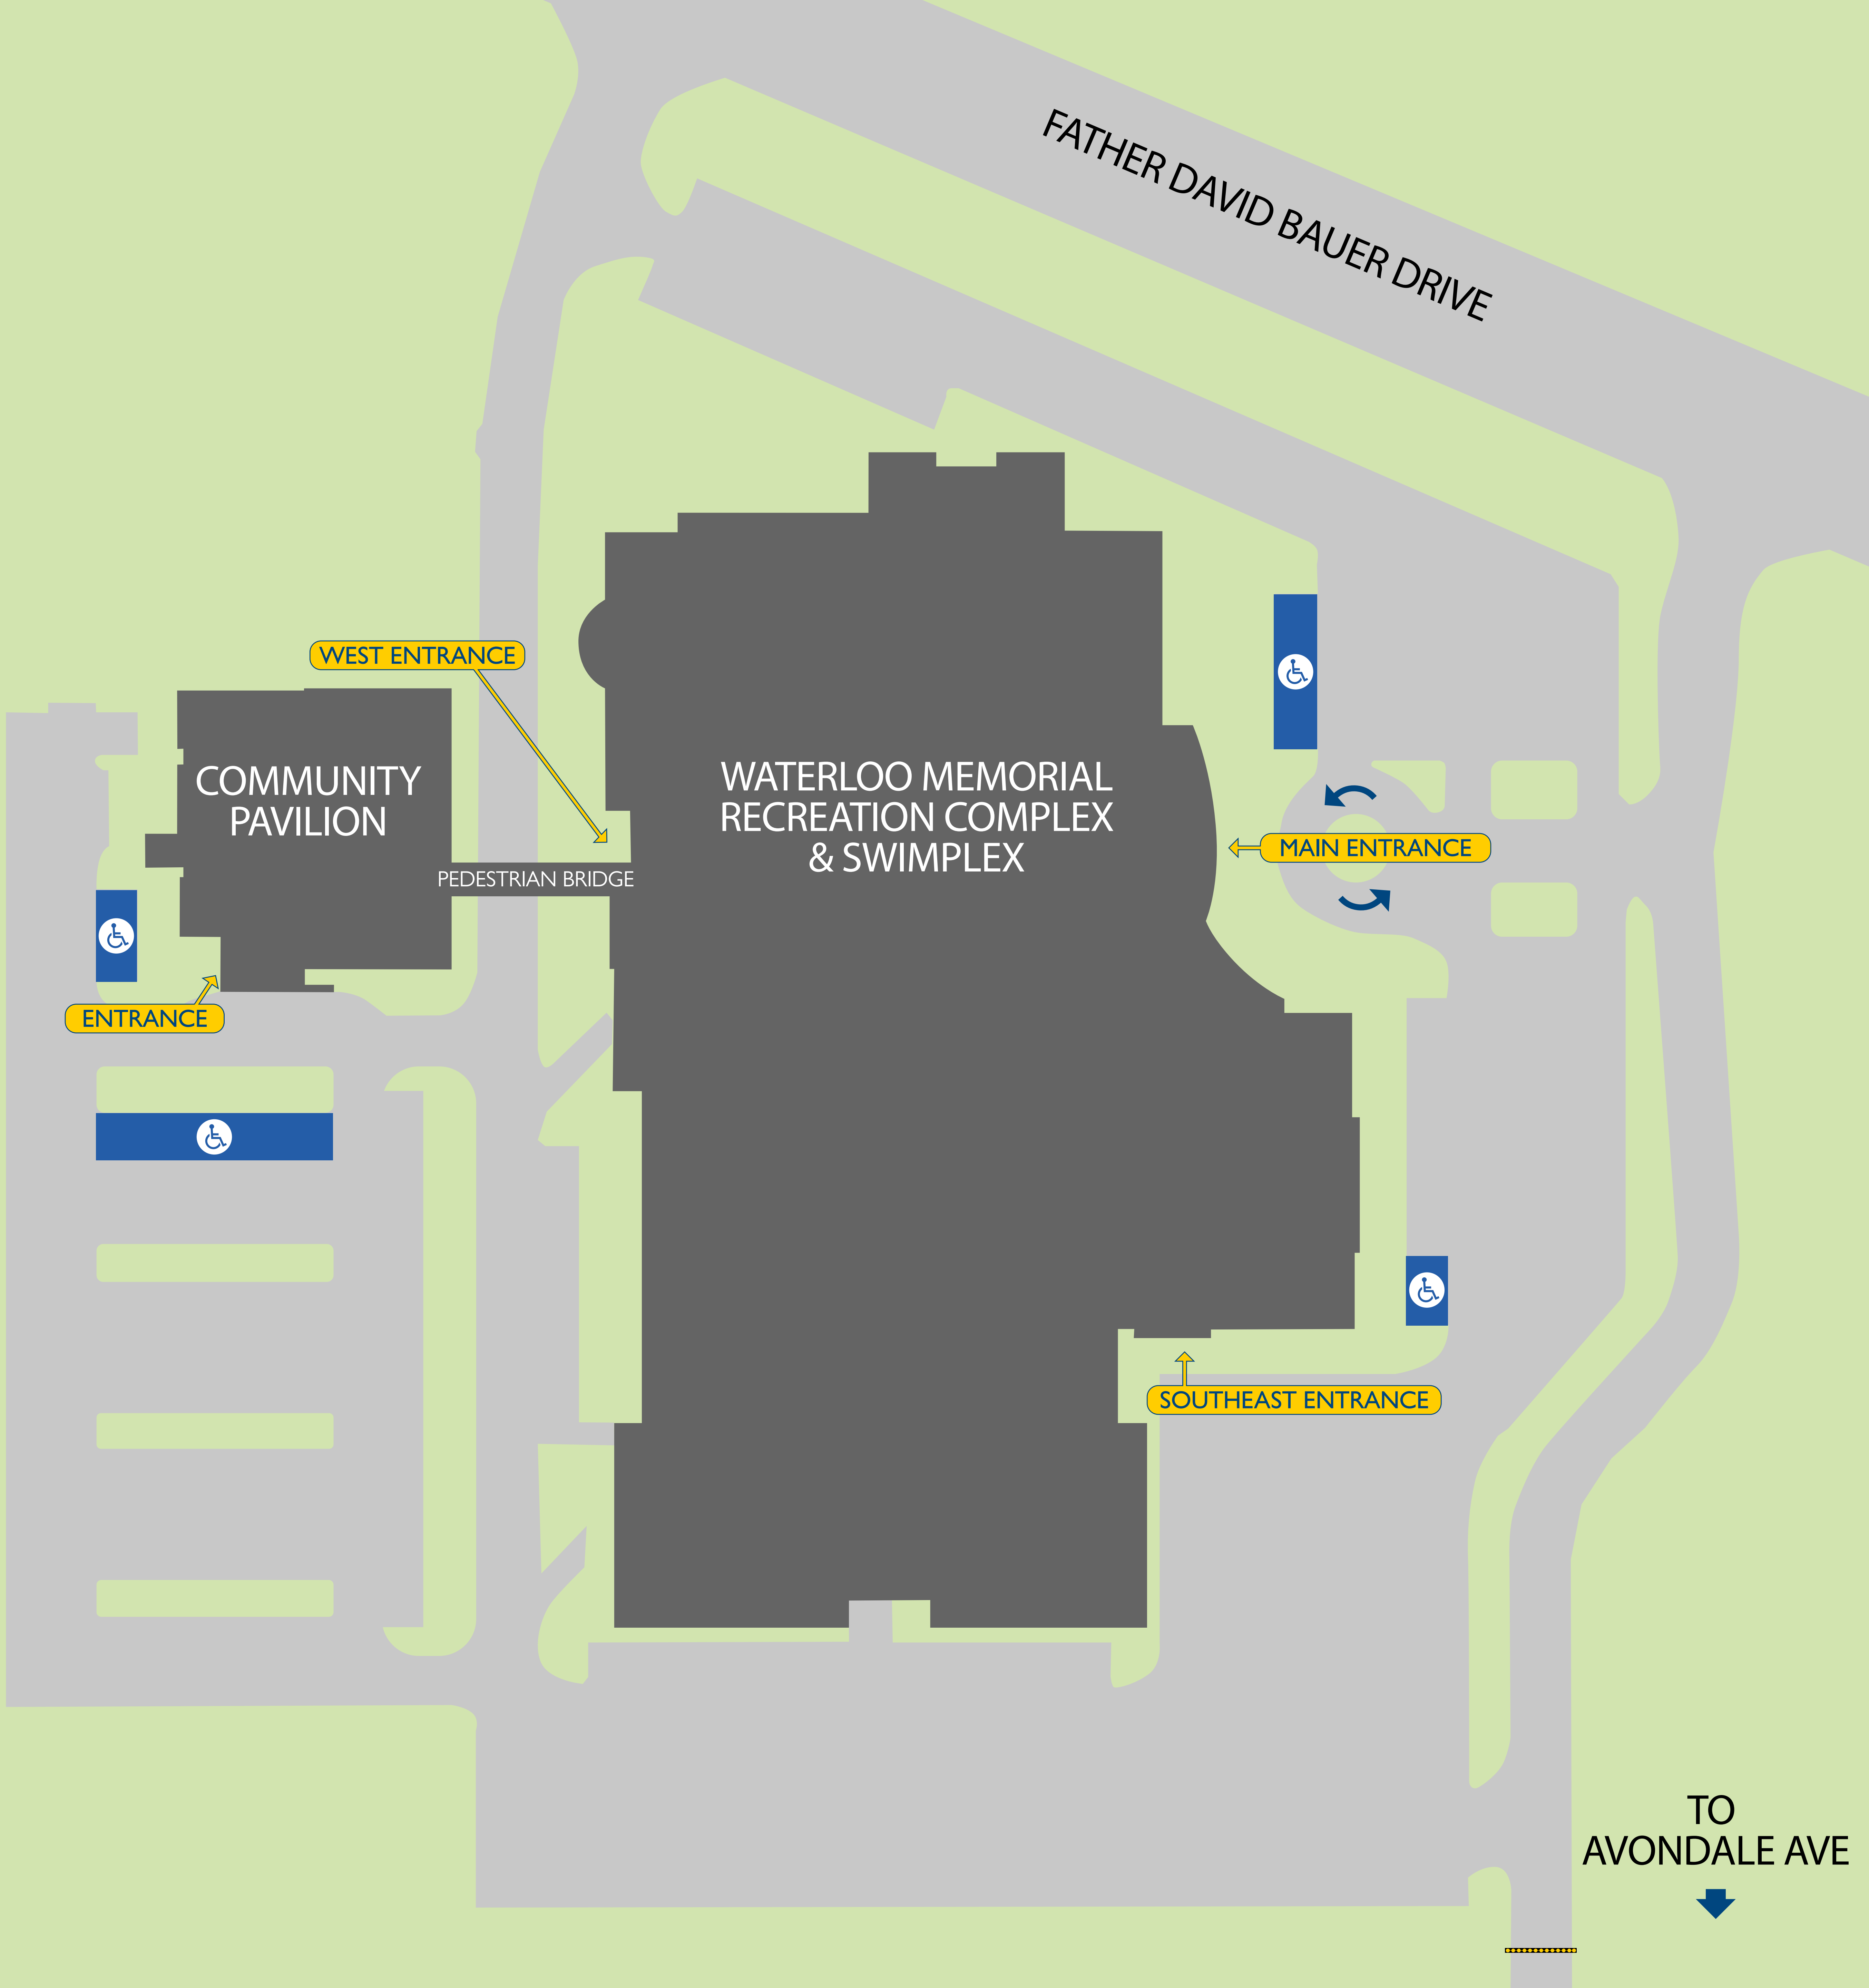 FATHER DAVID BAUER DRIVE
WEST ENTRANCE
COMMUNITY
PAVILION
WATERLOO MEMORIAL
RECREATION COMPLEX
& SWIMPLEX
MAIN ENTRANCE
PEDESTRIAN BRIDGE
ENTRANCE
SOUTHEAST ENTRANCE
TO
AVONDALE AVE